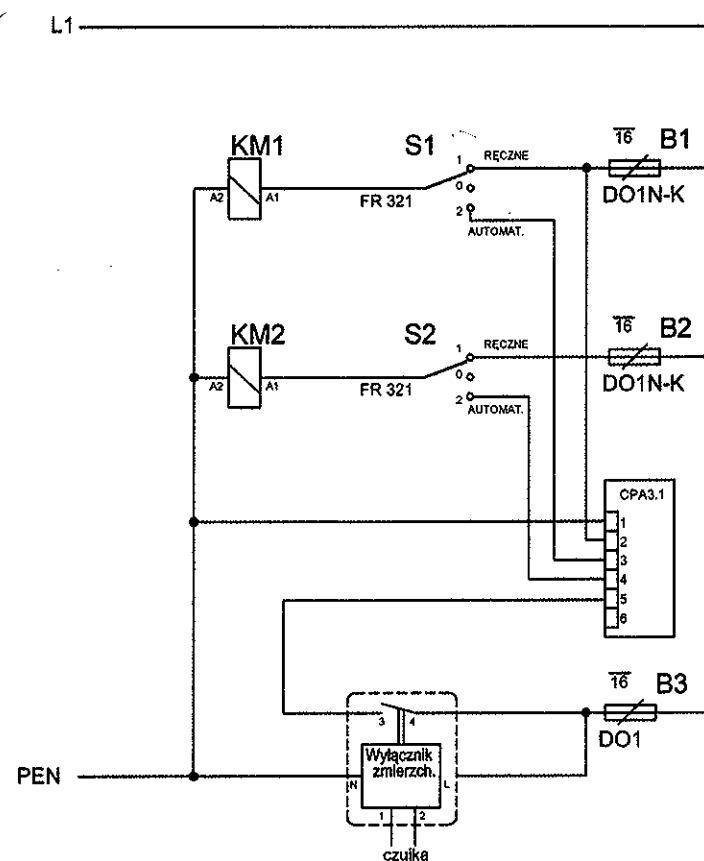 L1
KM1 S1 16 B1
1 RĘCZNE
0
2
A2 A1 FR 321 DO1N-K
AUTOMAT.
KM2 S2 16 B2
1 RĘCZNE
0
2
A2 A1 FR 321 DO1N-K
AUTOMAT.
CPA3.1
1
2
3
4
5
6
16 B3
3 4
DO1
Wyłącznik
zmierzch.
PEN
N L
1 2
czujka